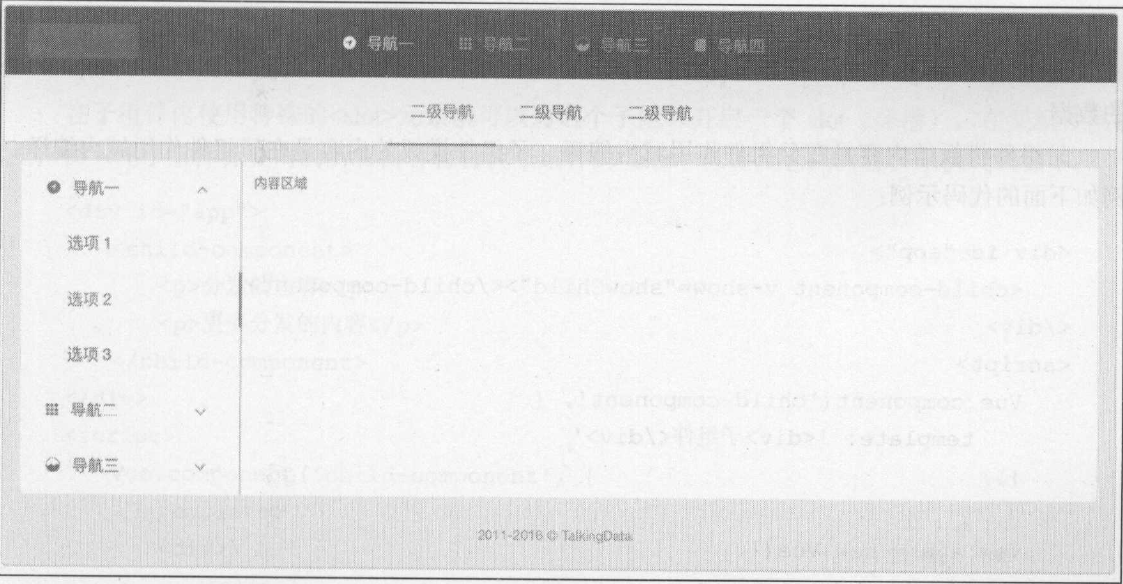 导航一 导航二 导航三 导航四
二级导航 二级导航 二级导航
导航一
内容区域
选项 1
选项 2
选项 3
导航二
导航三
2011-2016 © TalkingData